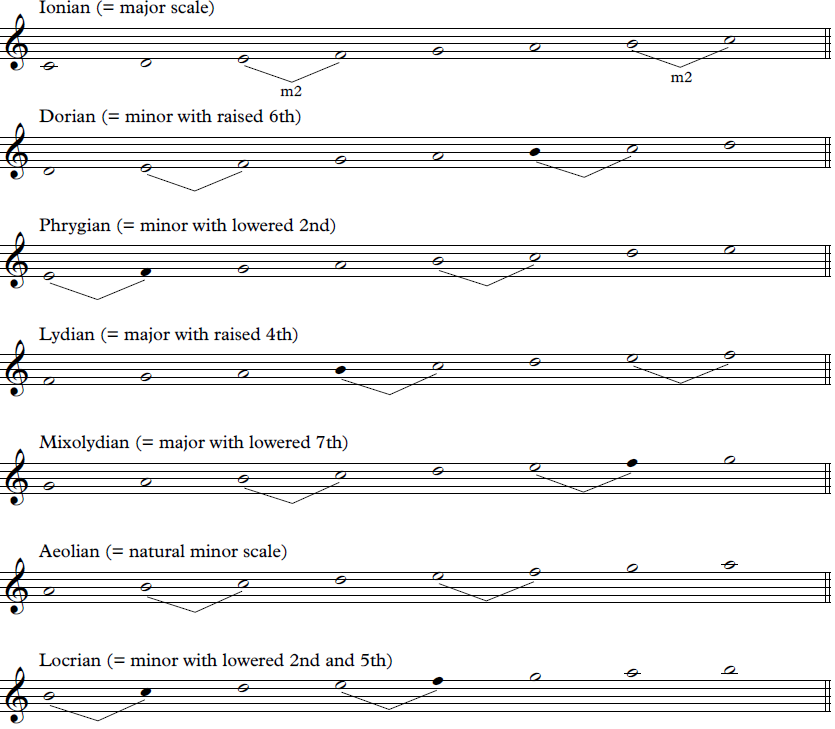 Ionian (= major scale)
m2
m2
Dorian (= minor with raised 6th)
Phrygian (= minor with lowered 2nd)
Lydian (= major with raised 4th)
Mixolydian (= major with lowered 7th)
Aeolian (= natural minor scale)
Locrian (= minor with lowered 2nd and 5th)